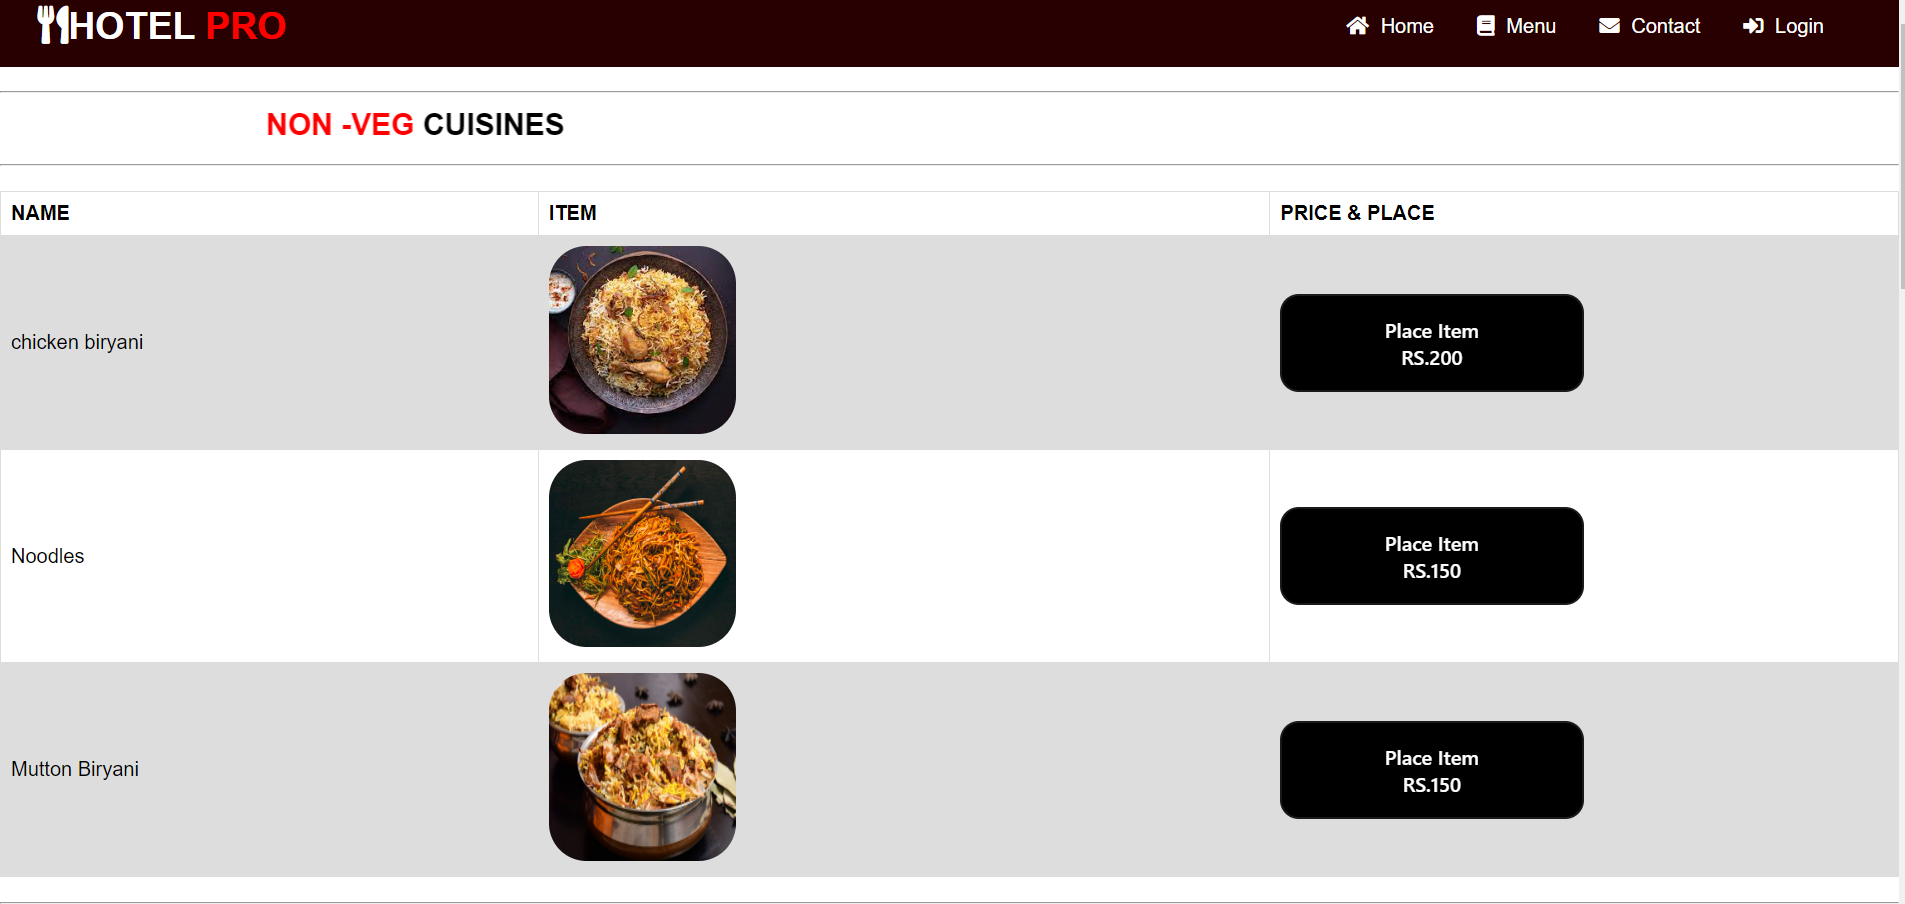 HOTEL PRO
Home Menu Contact Login
NON -VEG CUISINES
NAME ITEM PRICE & PLACE
chicken biryani
Place Item
RS.200
Noodles
Place Item
RS.150
Mutton Biryani
Place Item
RS.150